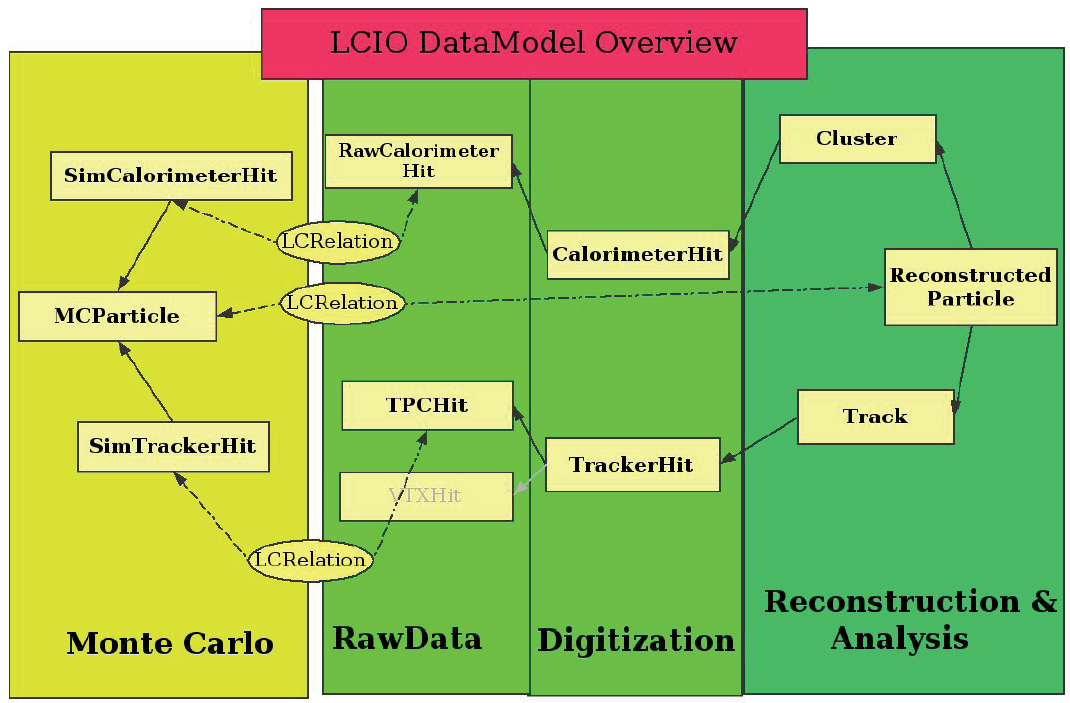 LCIO DataModel Overview
SimCalorimeterHit
MCParticle
SimTrackerHit
Monte Carlo
LCRelation
LCRelation
LCRelation
RawCalorimeter
Hit
TPCHit
VTXHit
RawData
CalorimeterHit
TrackerHit
Digitization
Cluster
Reconstructed
Particle
Track
Reconstruction &
Analysis